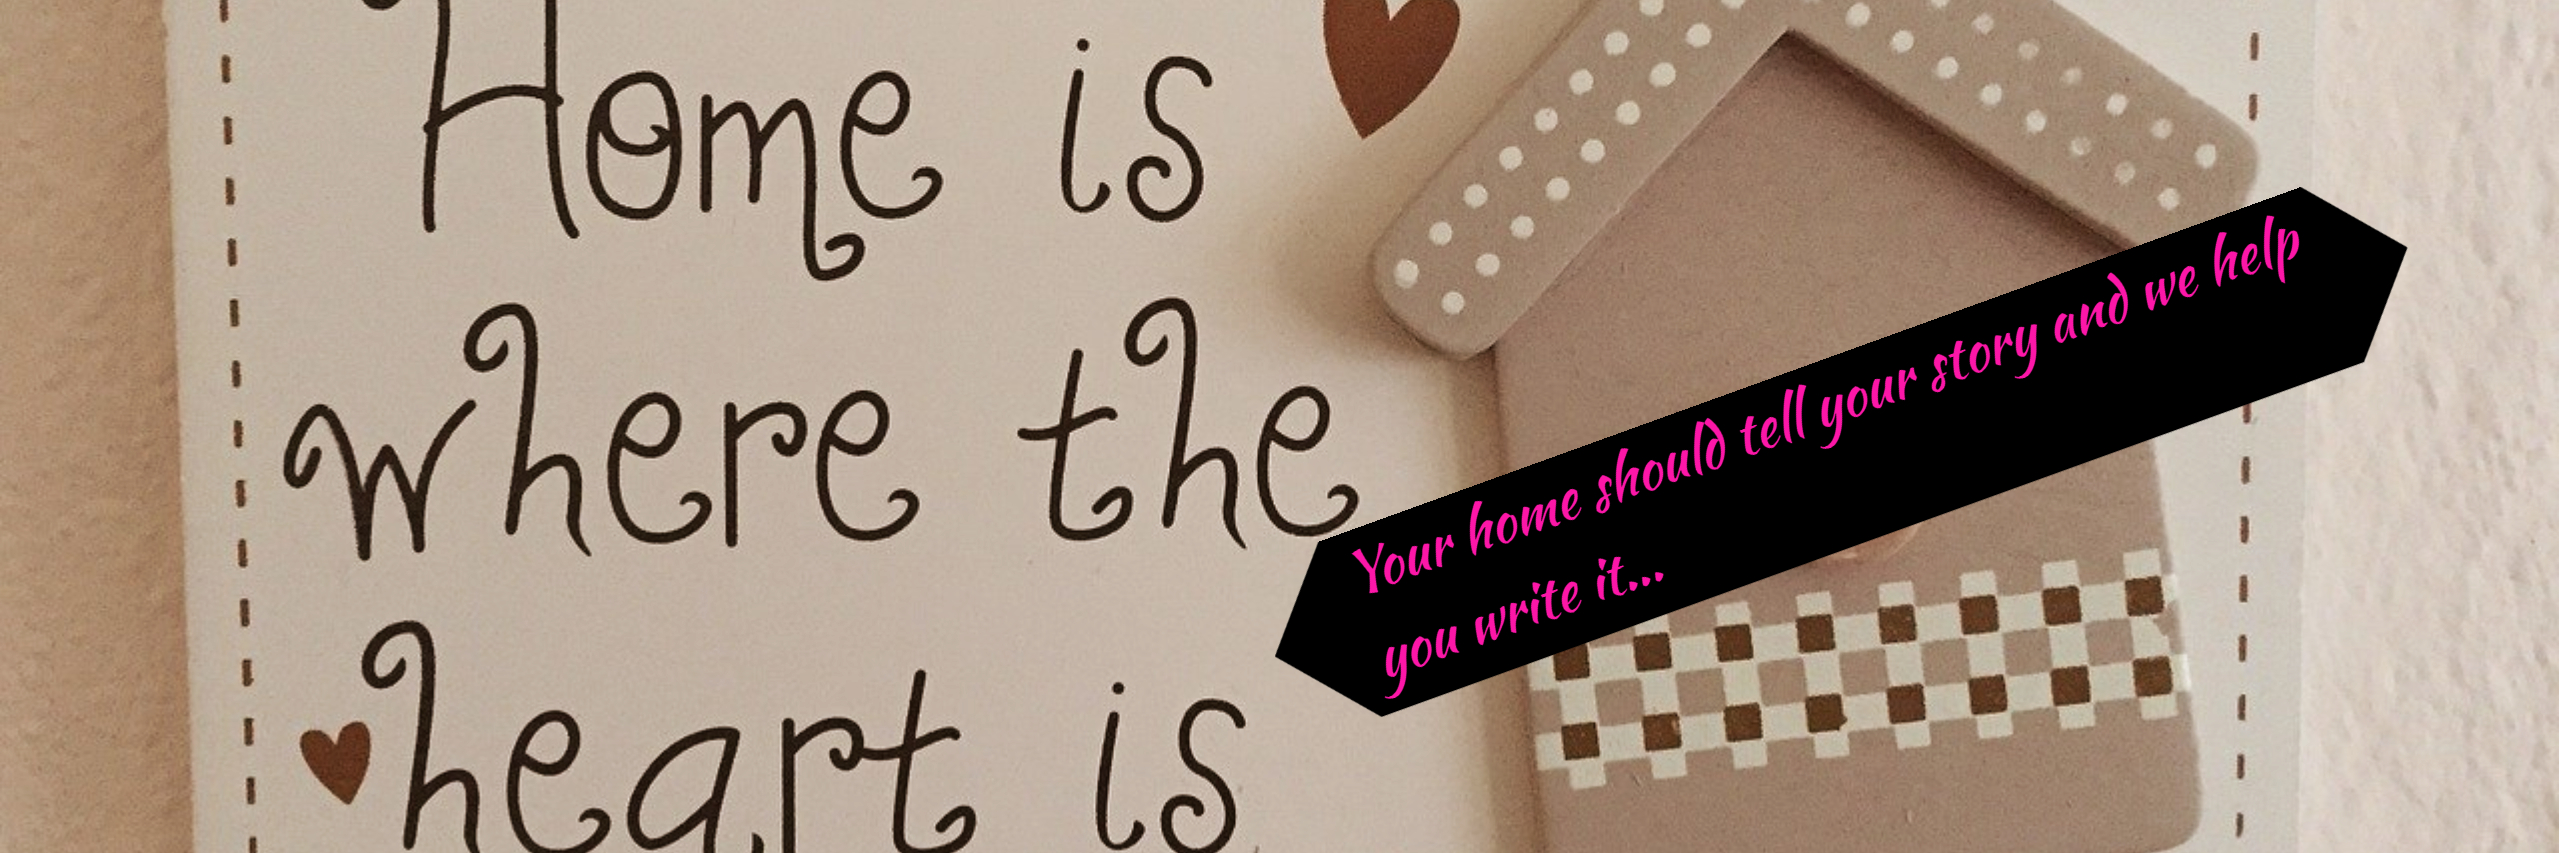 Home is
where the
heart is
Your home should tell your story and we help
you write it...